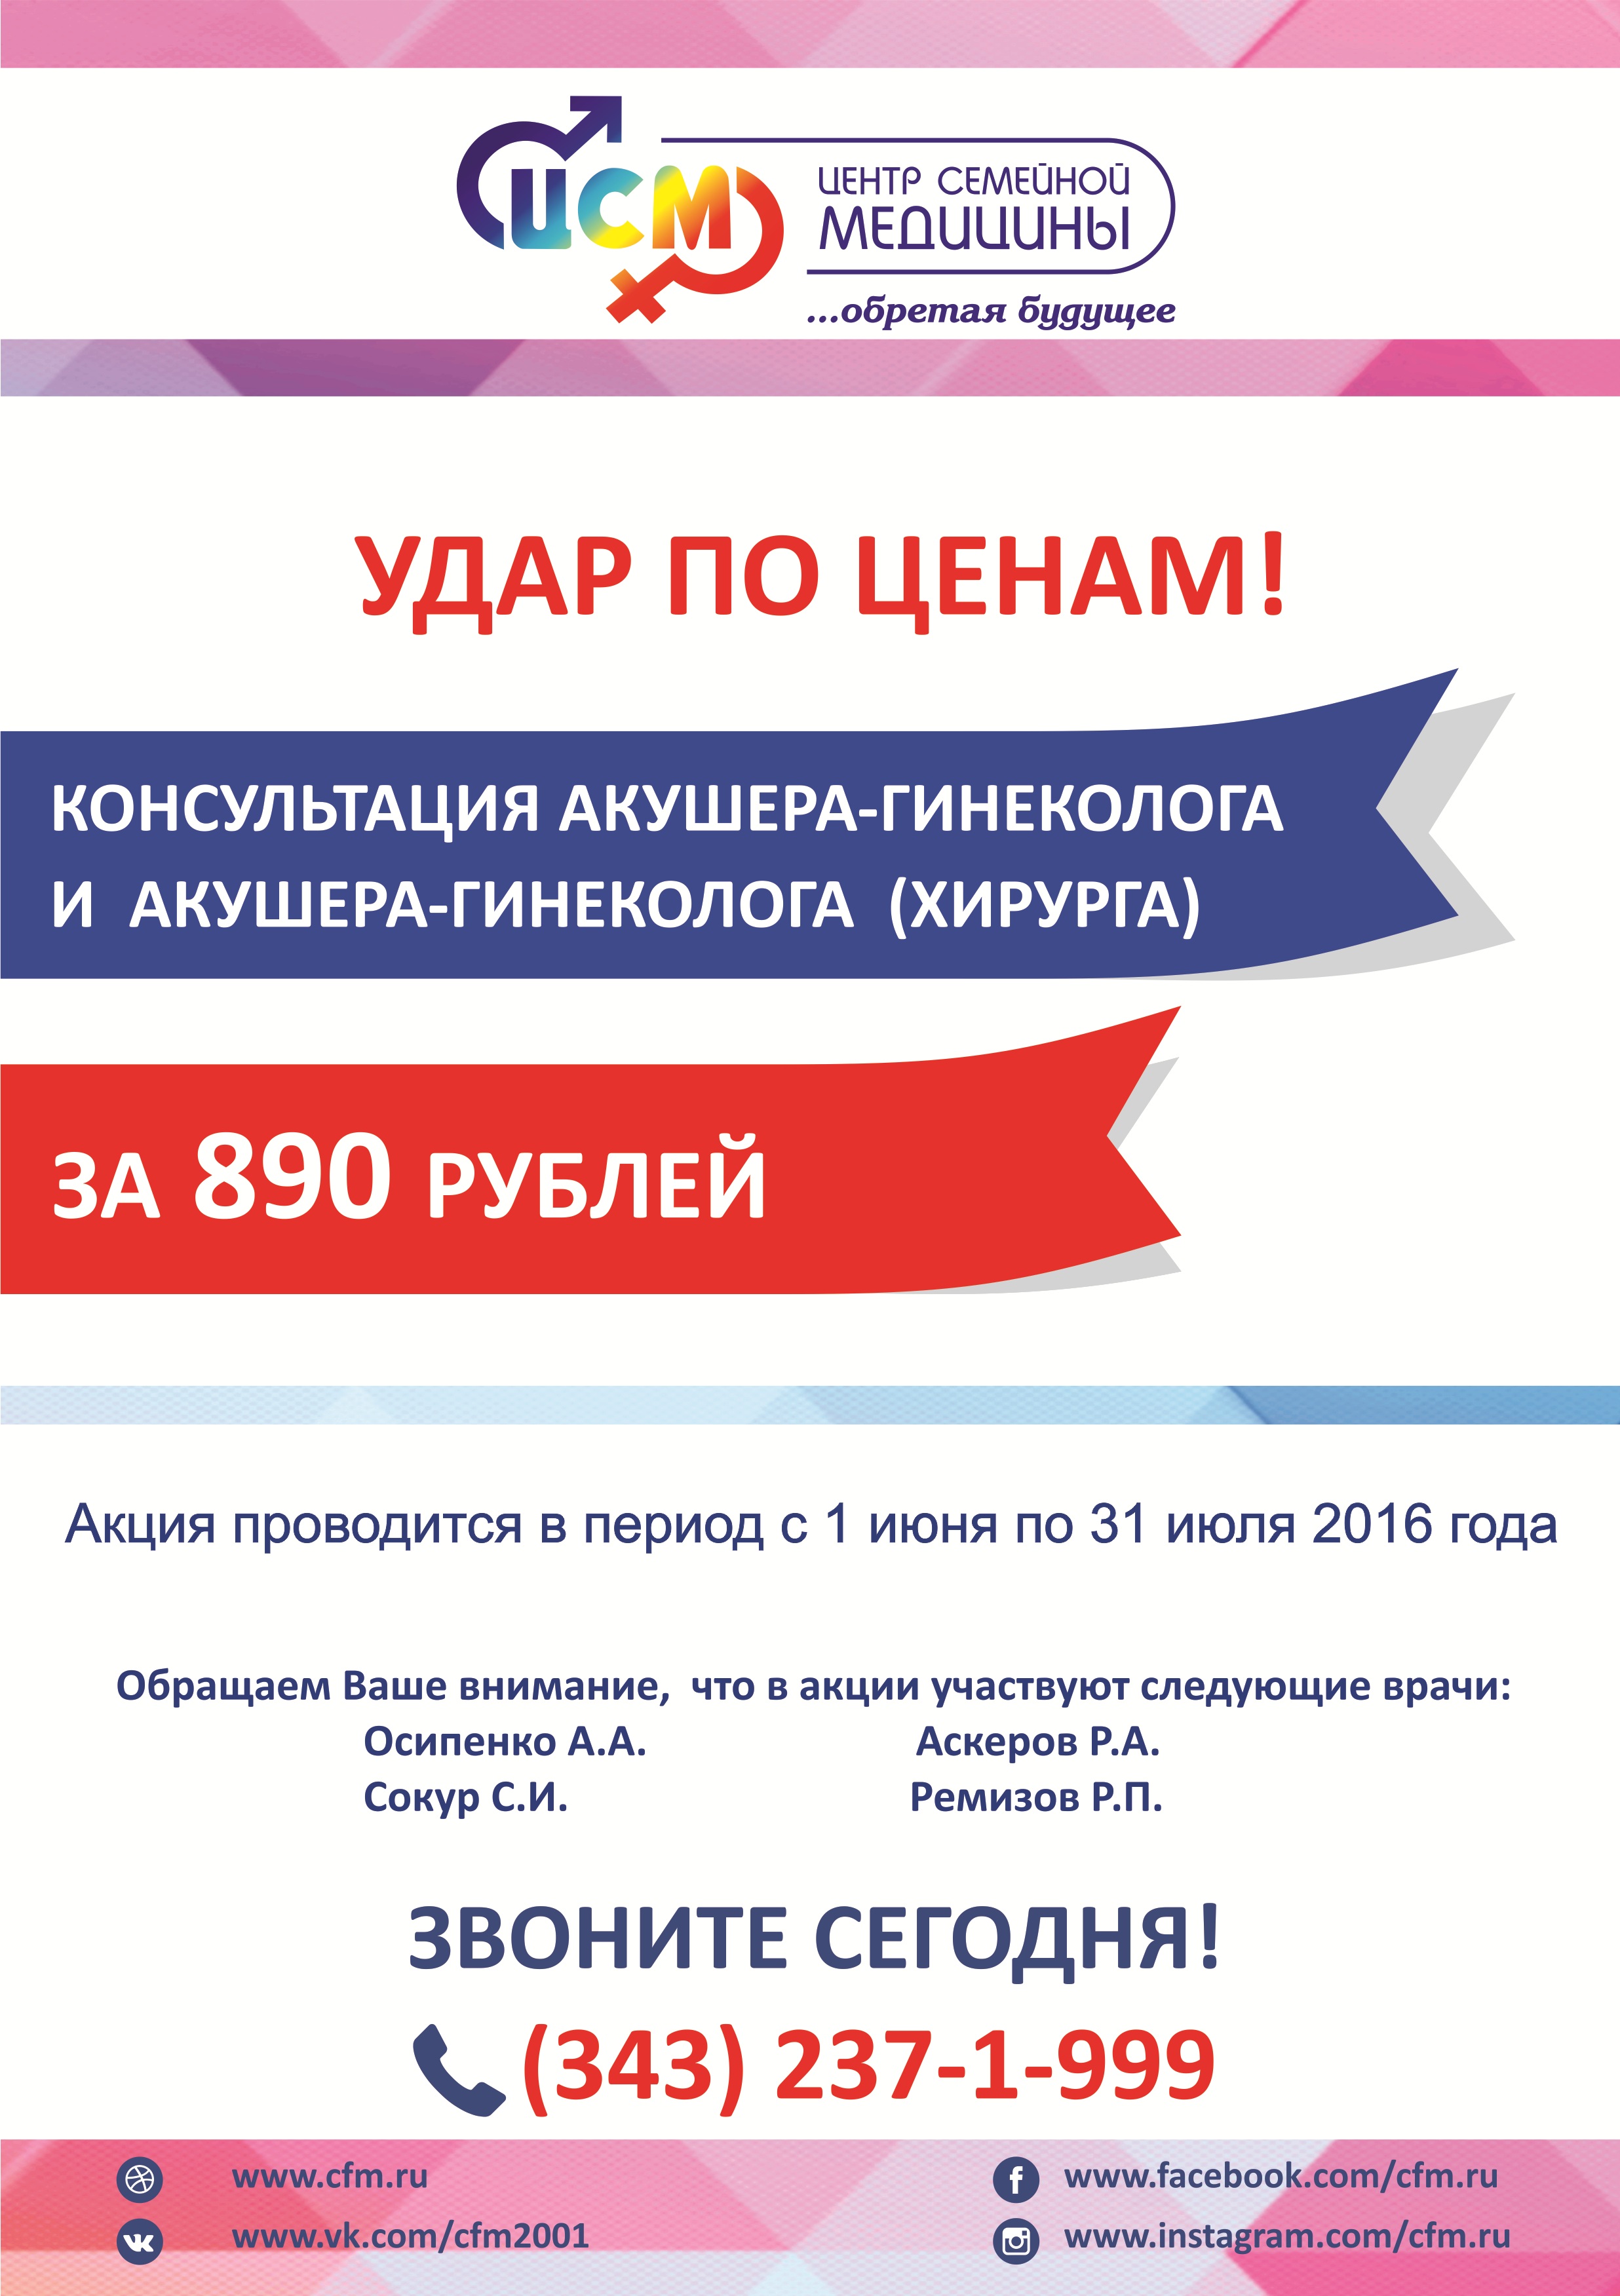 ЦСМ
ЦЕНТР СЕМЕЙНОЙ
МЕДИЦИНЫ
...обретая будущее
УДАР ПО ЦЕНАМ!
КОНСУЛЬТАЦИЯ АКУШЕРА-ГИНЕКОЛОГА
И АКУШЕРА-ГИНЕКОЛОГА (ХИРУРГА)
ЗА 890 РУБЛЕЙ
Акция проводится в период с 1 июня по 31 июля 2016 года
Обращаем Ваше внимание, что в акции участвуют следующие врачи:
Осипенко А.А. Аскеров Р.А.
Сокур С.И. Ремизов Р.П.
ЗВОНИТЕ СЕГОДНЯ!
(343) 237-1-999
www.cfm.ru www.facebook.com/cfm.ru
www.vk.com/cfm2001 www.instagram.com/cfm.ru